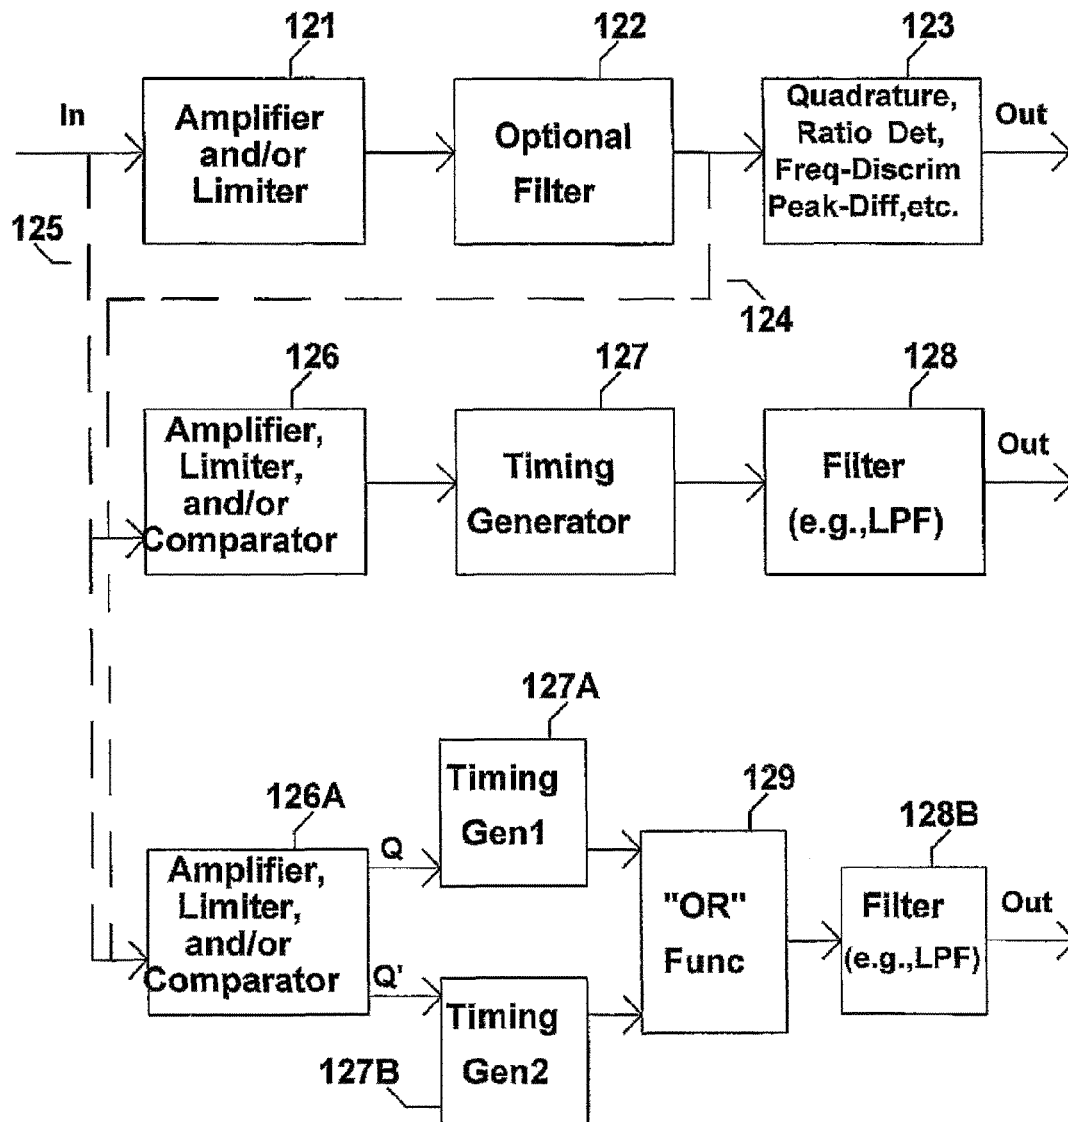 121
122
123
In
Amplifier
and/or
Limiter
Optional
Filter
Quadrature,
Ratio Det,
Freq-Discrim
Peak-Diff,etc.
Out
125
124
126
127
128
Amplifier,
Limiter,
and/or
Comparator
Timing
Generator
Filter
(e.g.,LPF)
Out
127A
126A
129
128B
Amplifier,
Limiter,
and/or
Comparator
Q
Q'
Timing
Gen1
Timing
Gen2
127B
"OR"
Func
Filter
(e.g.,LPF)
Out